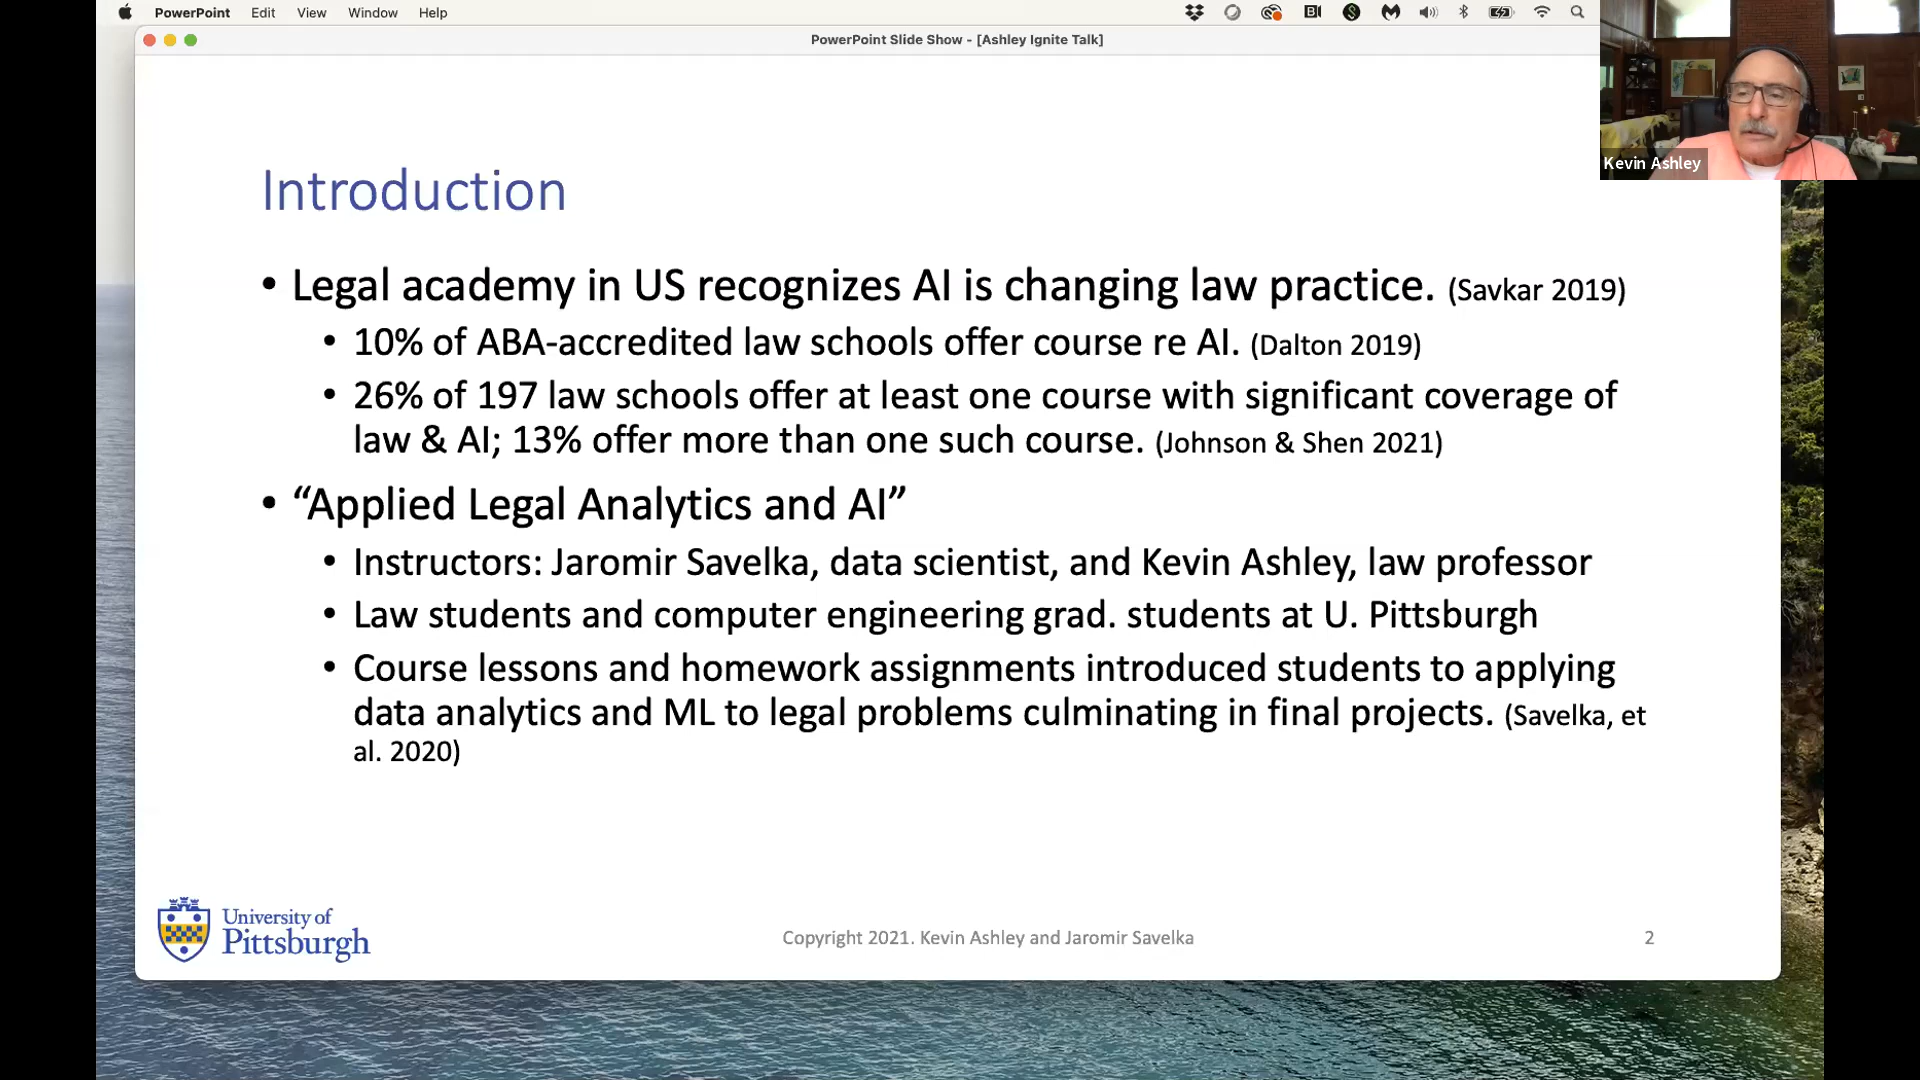 PowerPoint Edit View Window Help
PowerPoint Slide Show - [Ashley Ignite Talk]
Kevin Ashley
Introduction
• Legal academy in US recognizes AI is changing law practice. (Savkar 2019)
• 10% of ABA-accredited law schools offer course re AI. (Dalton 2019)
• 26% of 197 law schools offer at least one course with significant coverage of
law & AI; 13% offer more than one such course. (Johnson & Shen 2021)
• “Applied Legal Analytics and AI”
• Instructors: Jaromir Savelka, data scientist, and Kevin Ashley, law professor
• Law students and computer engineering grad. students at U. Pittsburgh
• Course lessons and homework assignments introduced students to applying
data analytics and ML to legal problems culminating in final projects. (Savelka, et
al. 2020)
University of
Pittsburgh
Copyright 2021. Kevin Ashley and Jaromir Savelka
2